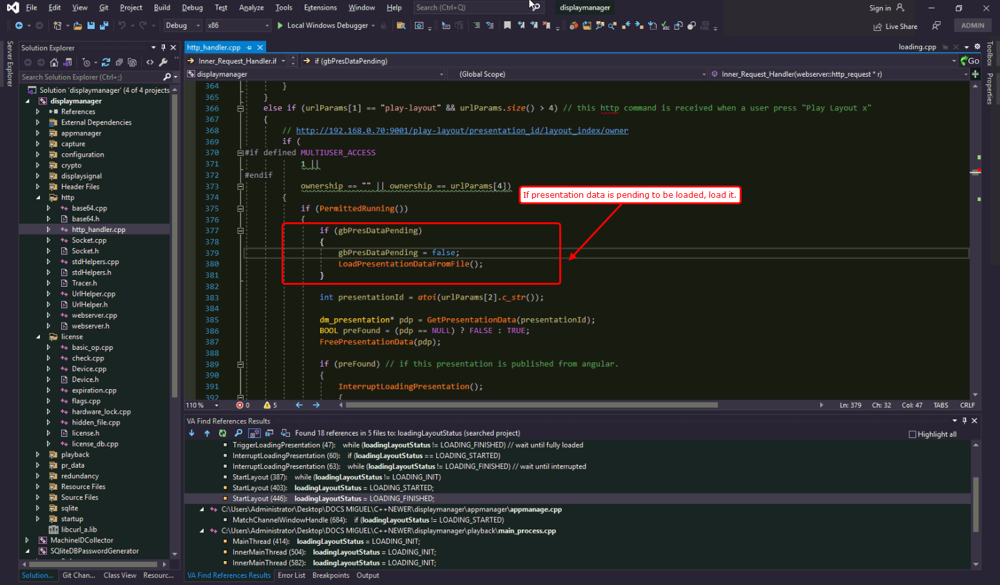 File Edit View Git Project Build Debug Test Analyze Tools Extensions Window Help Search (Ctrl+Q) displaymanager Sign in
Debug x86 Local Windows Debugger Live Share ADMIN
Server Explorer
Solution Explorer
Search Solution Explorer (Ctrl+;)
Solution 'displaymanager' (4 of 4 projects
displaymanager
References
External Dependencies
appmanager
capture
configuration
crypto
displaysignal
Header Files
http
base64.cpp
base64.h
http_handler.cpp
Socket.cpp
Socket.h
stdHelpers.cpp
stdHelpers.h
Tracer.h
UrlHelper.cpp
UrlHelper.h
webserver.cpp
webserver.h
license
basic_op.cpp
check.cpp
Device.cpp
Device.h
expiration.cpp
flags.cpp
hardware_lock.cpp
hidden_file.cpp
license.h
license_db.cpp
playback
pr_data
redundancy
Resource Files
Source Files
sqlite
startup
libcurl_a.lib
MachineIDCollector
SQliteDBPasswordGenerator
Solution... Git Chan... Class View Resourc...
http_handler.cpp loading.cpp
Inner_Request_Handler.if if (gbPresDataPending) Go
displaymanager (Global Scope) Inner_Request_Handler(webserver::http_request * r)
364 }
365 }
366 else if (urlParams[1] == "play-layout" && urlParams.size() > 4) // this http command is received when a user press "Play Layout x"
367 {
368 // http://192.168.0.70:9001/play-layout/presentation_id/layout_index/owner
369 if (
370 #if defined MULTIUSER_ACCESS
371 1 ||
372 #endif
373 ownership == "" || ownership == urlParams[4])
If presentation data is pending to be loaded, load it.
374 {
375 if (PermittedRunning())
376 {
377 if (gbPresDataPending)
378 {
379 gbPresDataPending = false;
380 LoadPresentationDataFromFile();
381 }
382
383 int presentationId = atoi(urlParams[2].c_str());
384
385 dm_presentation* pdp = GetPresentationData(presentationId);
386 BOOL preFound = (pdp == NULL) ? FALSE : TRUE;
387 FreePresentationData(pdp);
388
389 if (preFound) // if this presentation is published from angular.
390 {
391 InterruptLoadingPresentation();
392 {
110 % 0 5 Ln: 379 Ch: 32 Col: 47 TABS CRLF
VA Find References Results
Found 18 references in 5 files to: loadingLayoutStatus (searched project) Highlight all
TriggerLoadingPresentation (47): while (loadingLayoutStatus != LOADING_FINISHED) // wait until fully loaded
InterruptLoadingPresentation (60): if (loadingLayoutStatus == LOADING_STARTED)
InterruptLoadingPresentation (63): while (loadingLayoutStatus != LOADING_FINISHED) // wait until interrupted
StartLayout (387): while (loadingLayoutStatus != LOADING_INIT)
StartLayout (403): loadingLayoutStatus = LOADING_STARTED;
StartLayout (446): loadingLayoutStatus = LOADING_FINISHED;
C:\Users\Administrator\Desktop\DOCS MIGUEL\C++NEWER\displaymanager\appmanager\appmanage.cpp
MatchChannelWindowHandle (684): if (loadingLayoutStatus != LOADING_STARTED)
C:\Users\Administrator\Desktop\DOCS MIGUEL\C++NEWER\displaymanager\playback\main_process.cpp
MainThread (414): loadingLayoutStatus = LOADING_INIT;
InnerMainThread (504): loadingLayoutStatus = LOADING_INIT;
InnerMainThread (582): loadingLayoutStatus = LOADING_INIT;
VA Find References Results Error List Breakpoints Output
Toolbox
Properties